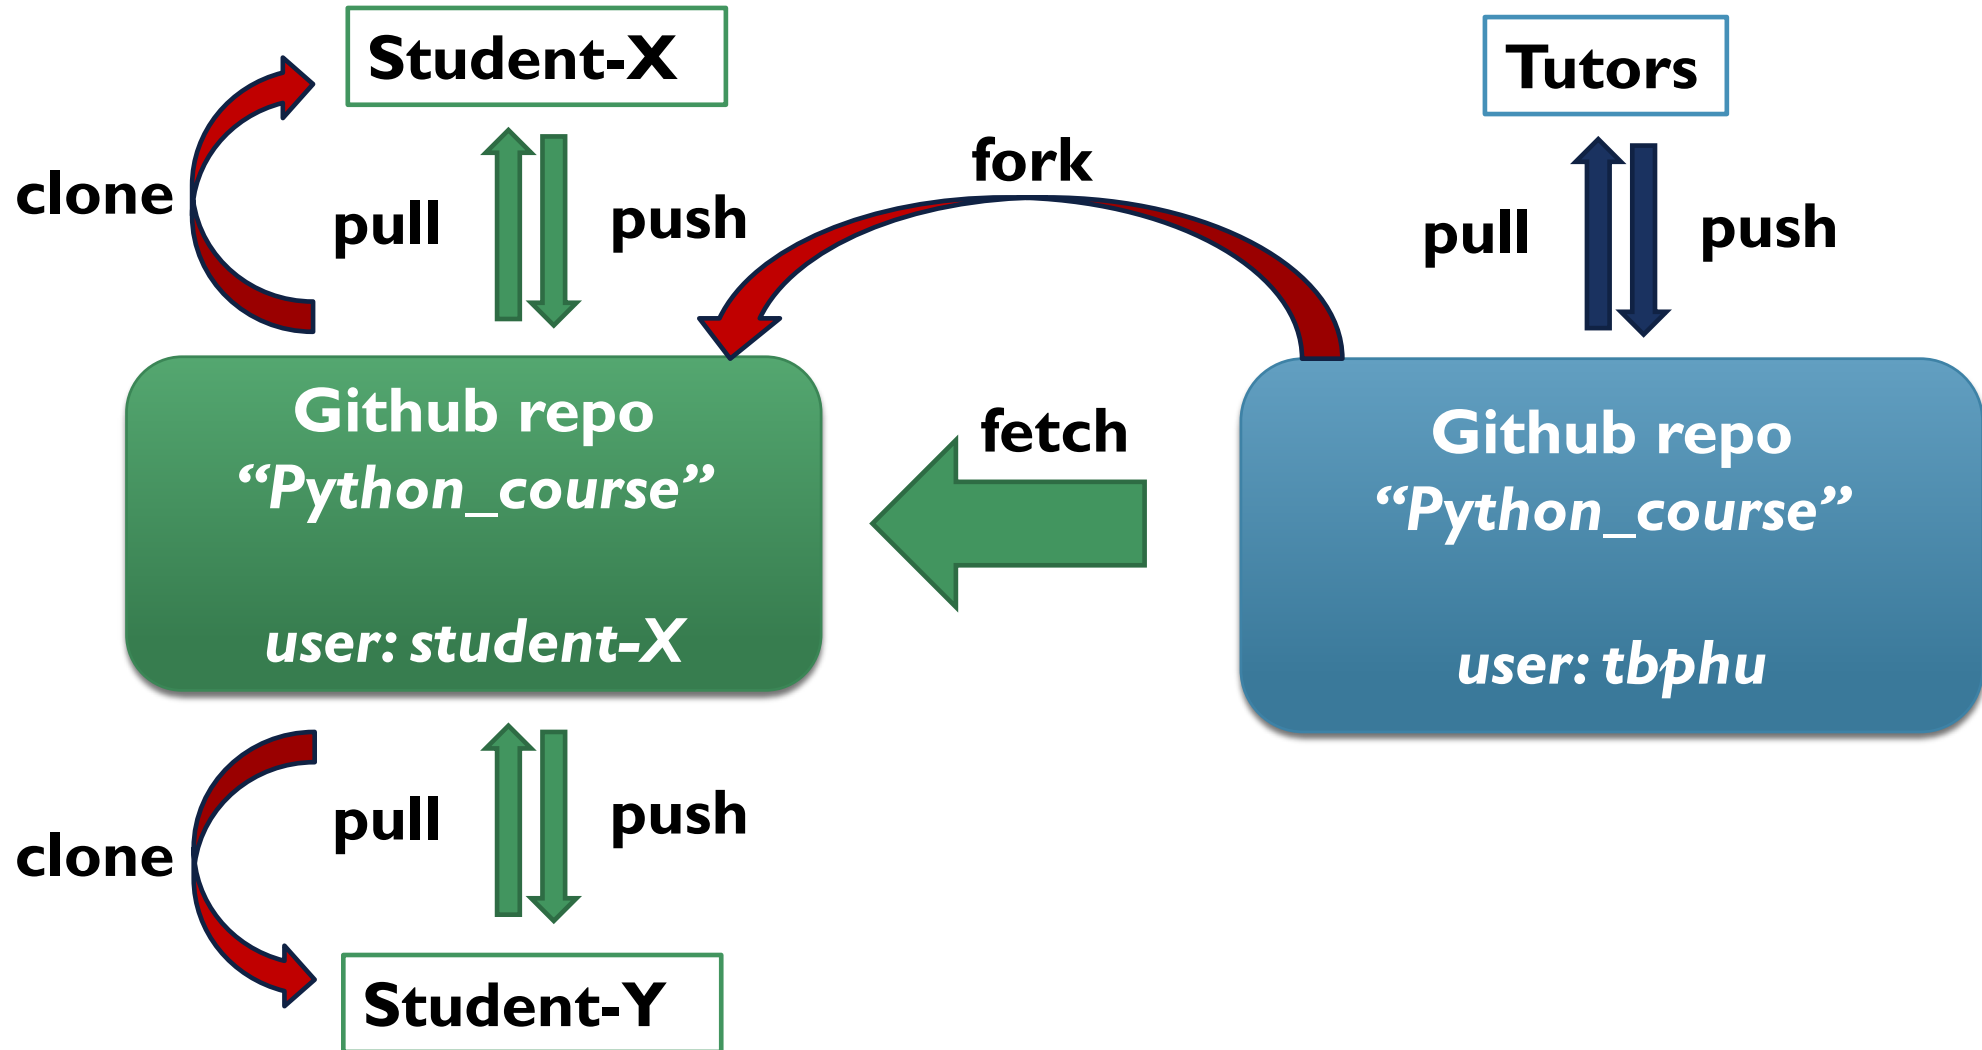 Student-X
Tutors
clone
pull
push
fork
pull
push
Github repo
“Python_course”
user: student-X
fetch
Github repo
“Python_course”
user: tbphu
clone
pull
push
Student-Y